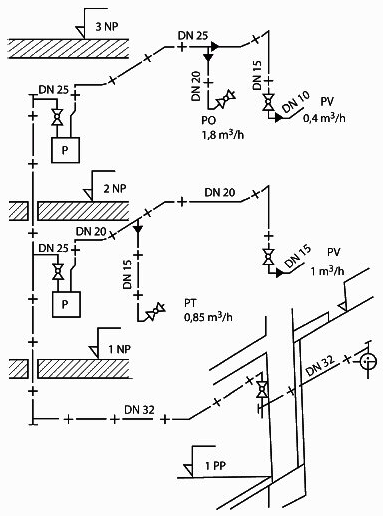 3 NP
DN 25
DN 25
DN 20
DN 15
DN 10
PV
0,4 m³/h
PO
1,8 m³/h
P
2 NP
DN 20
DN 25
DN 20
DN 15
DN 15
PV
1 m³/h
P
PT
0,85 m³/h
1 NP
DN 32
DN 32
1 PP